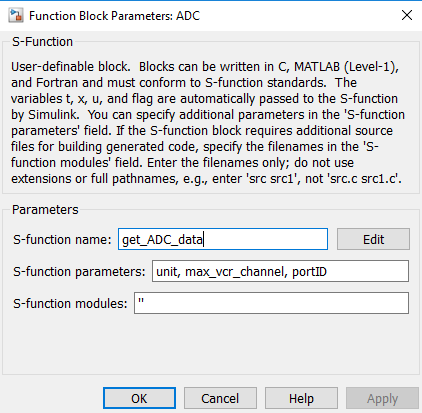 Function Block Parameters: ADC
S-Function
User-definable block.  Blocks can be written in C, MATLAB (Level-1),
and Fortran and must conform to S-function standards.  The
variables t, x, u, and flag are automatically passed to the S-function
by Simulink.  You can specify additional parameters in the 'S-function
parameters' field. If the S-function block requires additional source
files for building generated code, specify the filenames in the 'S-
function modules' field. Enter the filenames only; do not use
extensions or full pathnames, e.g., enter 'src src1', not 'src.c src1.c'.
Parameters
S-function name: get_ADC_data Edit
S-function parameters: unit, max_vcr_channel, portID
S-function modules: ''
OK Cancel Help Apply